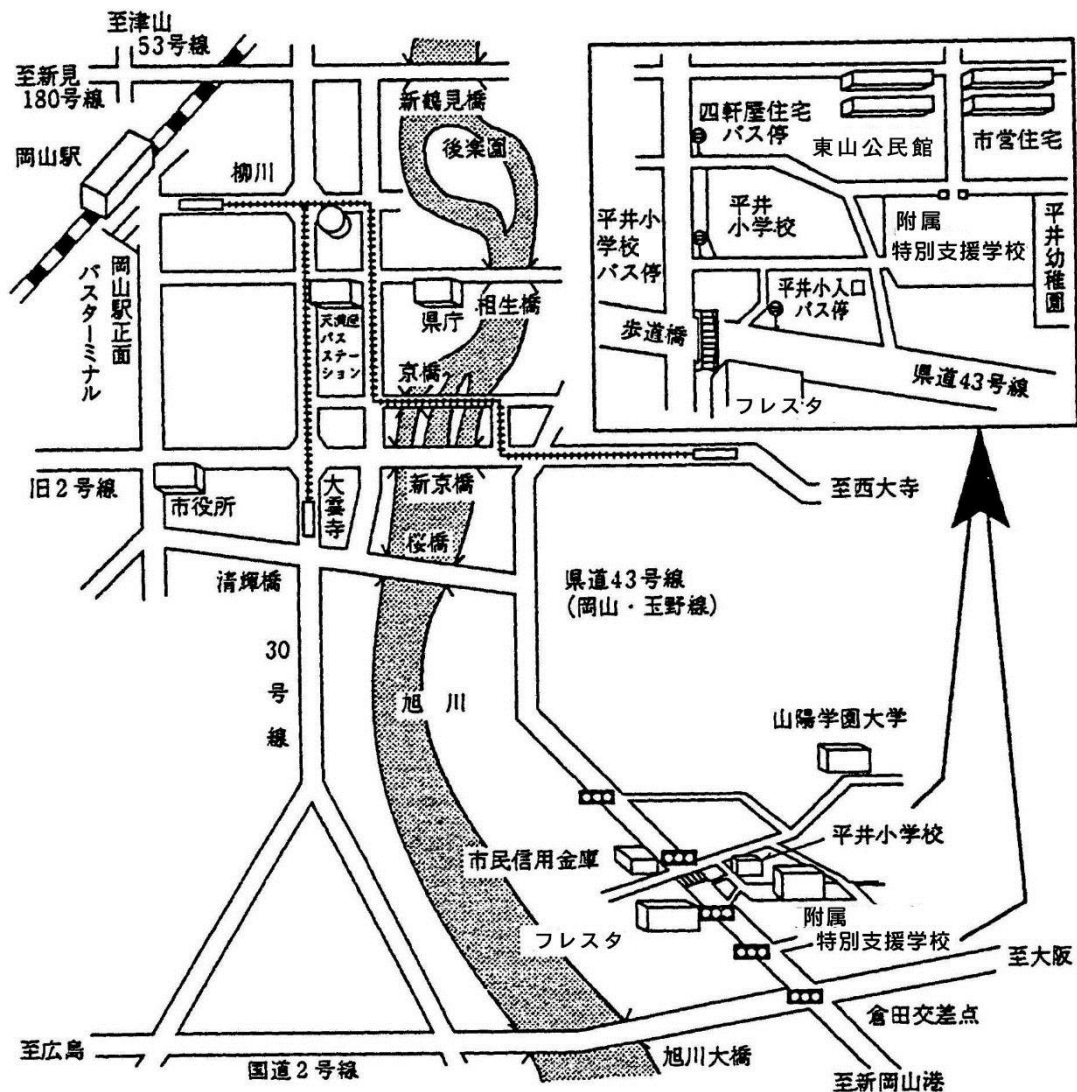 至津山
53号線
至新見
180号線
岡山駅
柳川
新鶴見橋
後楽園
岡山駅正面
バスターミナル
天満屋
バス
ステー
ション
県庁
相生橋
京橋
旧2号線
市役所
大雲寺
新京橋
至西大寺
桜橋
清輝橋
県道43号線
(岡山・玉野線)
30号線
旭川
山陽学園大学
市民信用金庫
平井小学校
フレスタ
附属
特別支援学校
至大阪
倉田交差点
至広島
国道2号線
旭川大橋
至新岡山港
四軒屋住宅
バス停
東山公民館
市営住宅
平井小
学校
バス停
平井
小学校
附属
特別支援学校
平井幼稚園
平井小入口
バス停
歩道橋
県道43号線
フレスタ